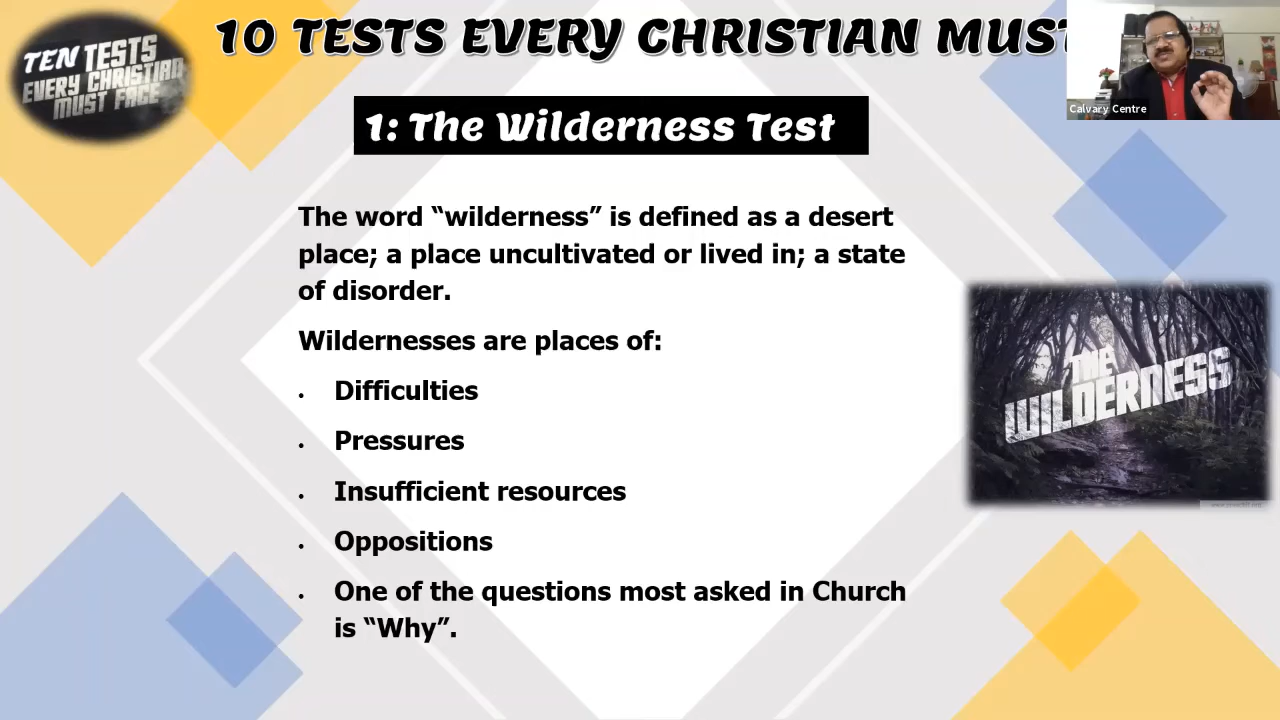 TEN TESTS
EVERY CHRISTIAN
MUST FACE
10 TESTS EVERY CHRISTIAN MUST
Calvary Centre
1: The Wilderness Test
The word “wilderness” is defined as a desert
place; a place uncultivated or lived in; a state
of disorder.
Wildernesses are places of:
• Difficulties
• Pressures
• Insufficient resources
• Oppositions
• One of the questions most asked in Church
is “Why”.
THE
WILDERNESS